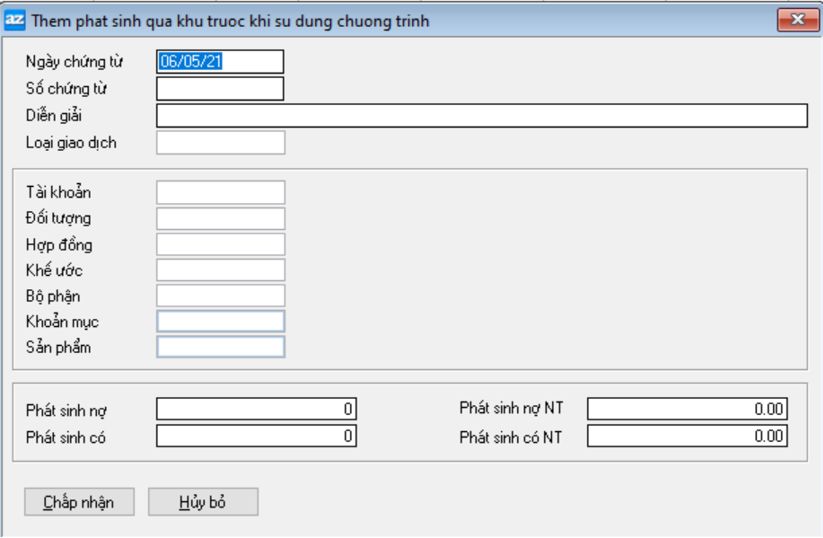 az Them phat sinh qua khu truoc khi su dung chuong trinh
Ngày chứng từ 06/05/21
Số chứng từ
Diễn giải
Loại giao dịch
Tài khoản
Đối tượng
Hợp đồng
Khế ước
Bộ phận
Khoản mục
Sản phẩm
Phát sinh nợ 0 Phát sinh nợ NT 0.00
Phát sinh có 0 Phát sinh có NT 0.00
Chấp nhận Hủy bỏ